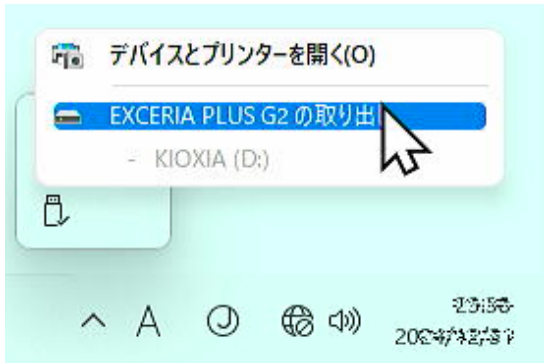 デバイスとプリンターを開く(O)
EXCERIA PLUS G2 の取り出
- KIOXIA (D:)
A